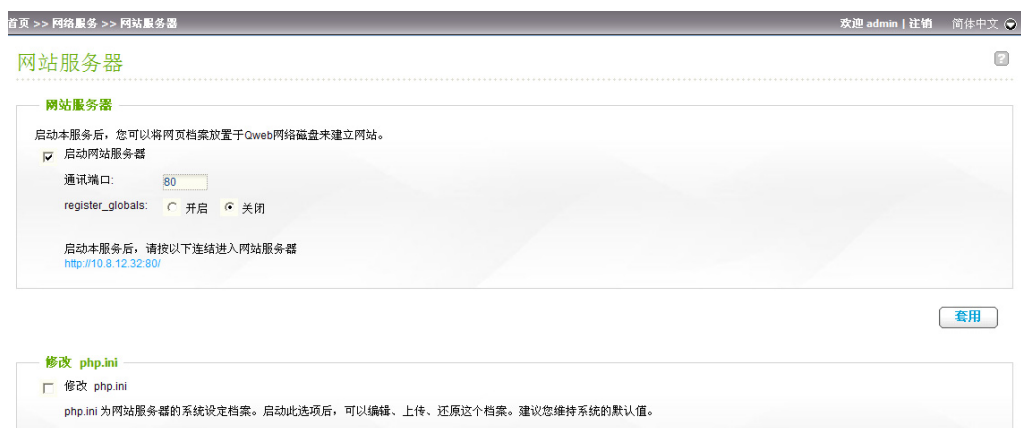 首页 >> 网络服务 >> 网站服务器 欢迎 admin | 注销 简体中文
网站服务器 ?
网站服务器
启动本服务后，您可以将网页档案放置于Qweb网络磁盘来建立网站。
启动网站服务器
通讯端口: 80
register_globals: 开启 关闭
启动本服务后，请按以下连结进入网站服务器
http://10.8.12.32:80/
套用
修改 php.ini
修改 php.ini
php.ini 为网站服务器的系统设定档案。启动此选项后，可以编辑、上传、还原这个档案。建议您维持系统的默认值。